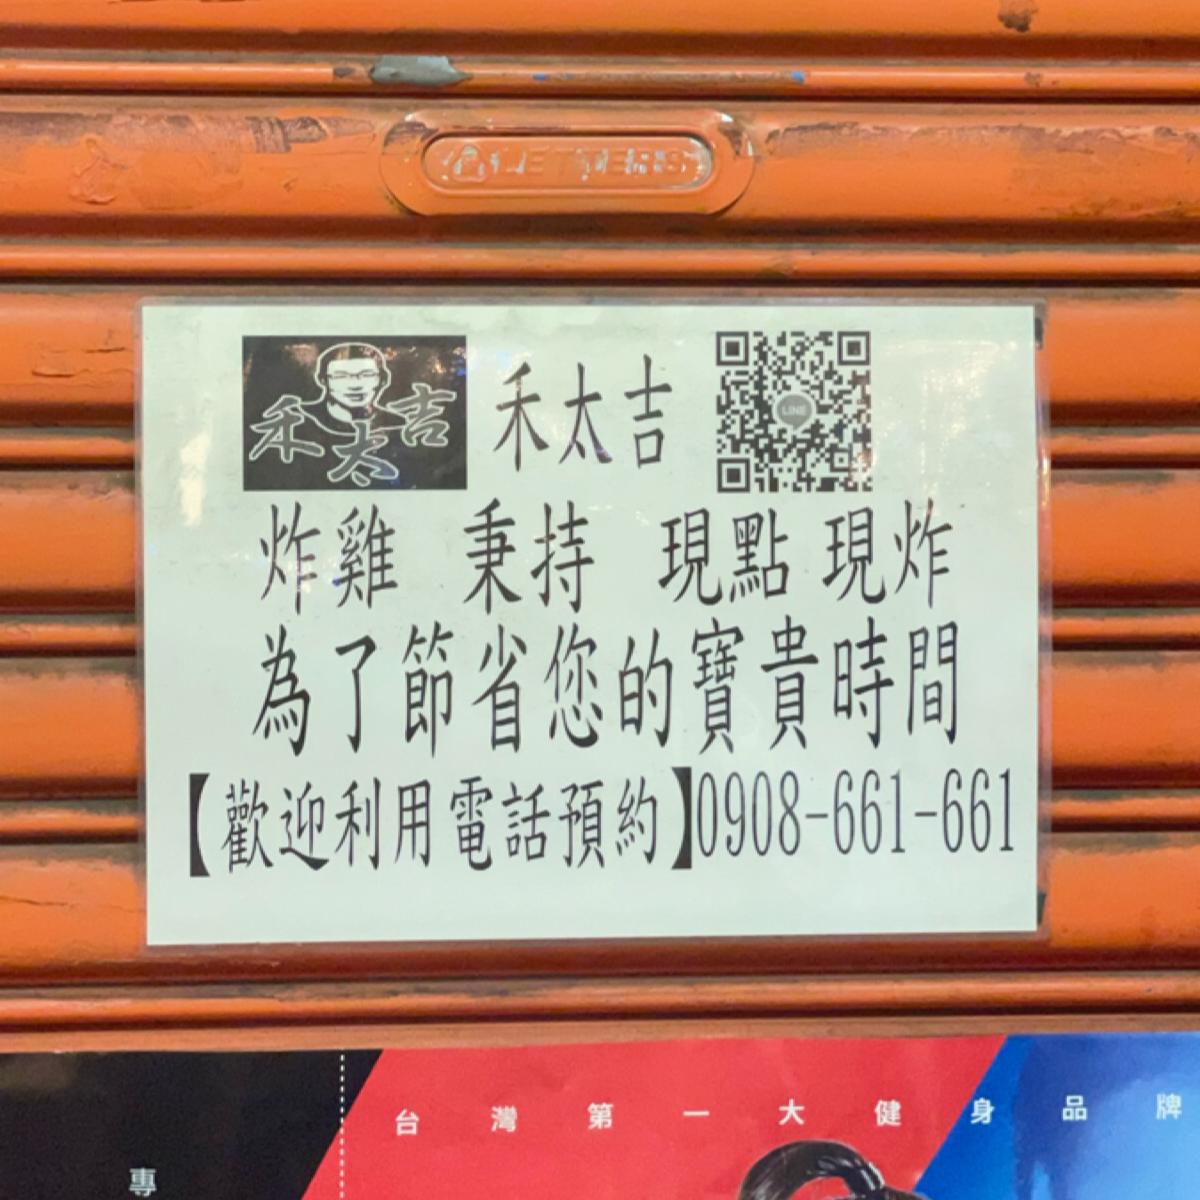 禾太吉
禾太吉
LINE
炸雞 秉持 現點 現炸
為了節省您的寶貴時間
【歡迎利用電話預約】0908-661-661
台灣第一大健身品牌
專